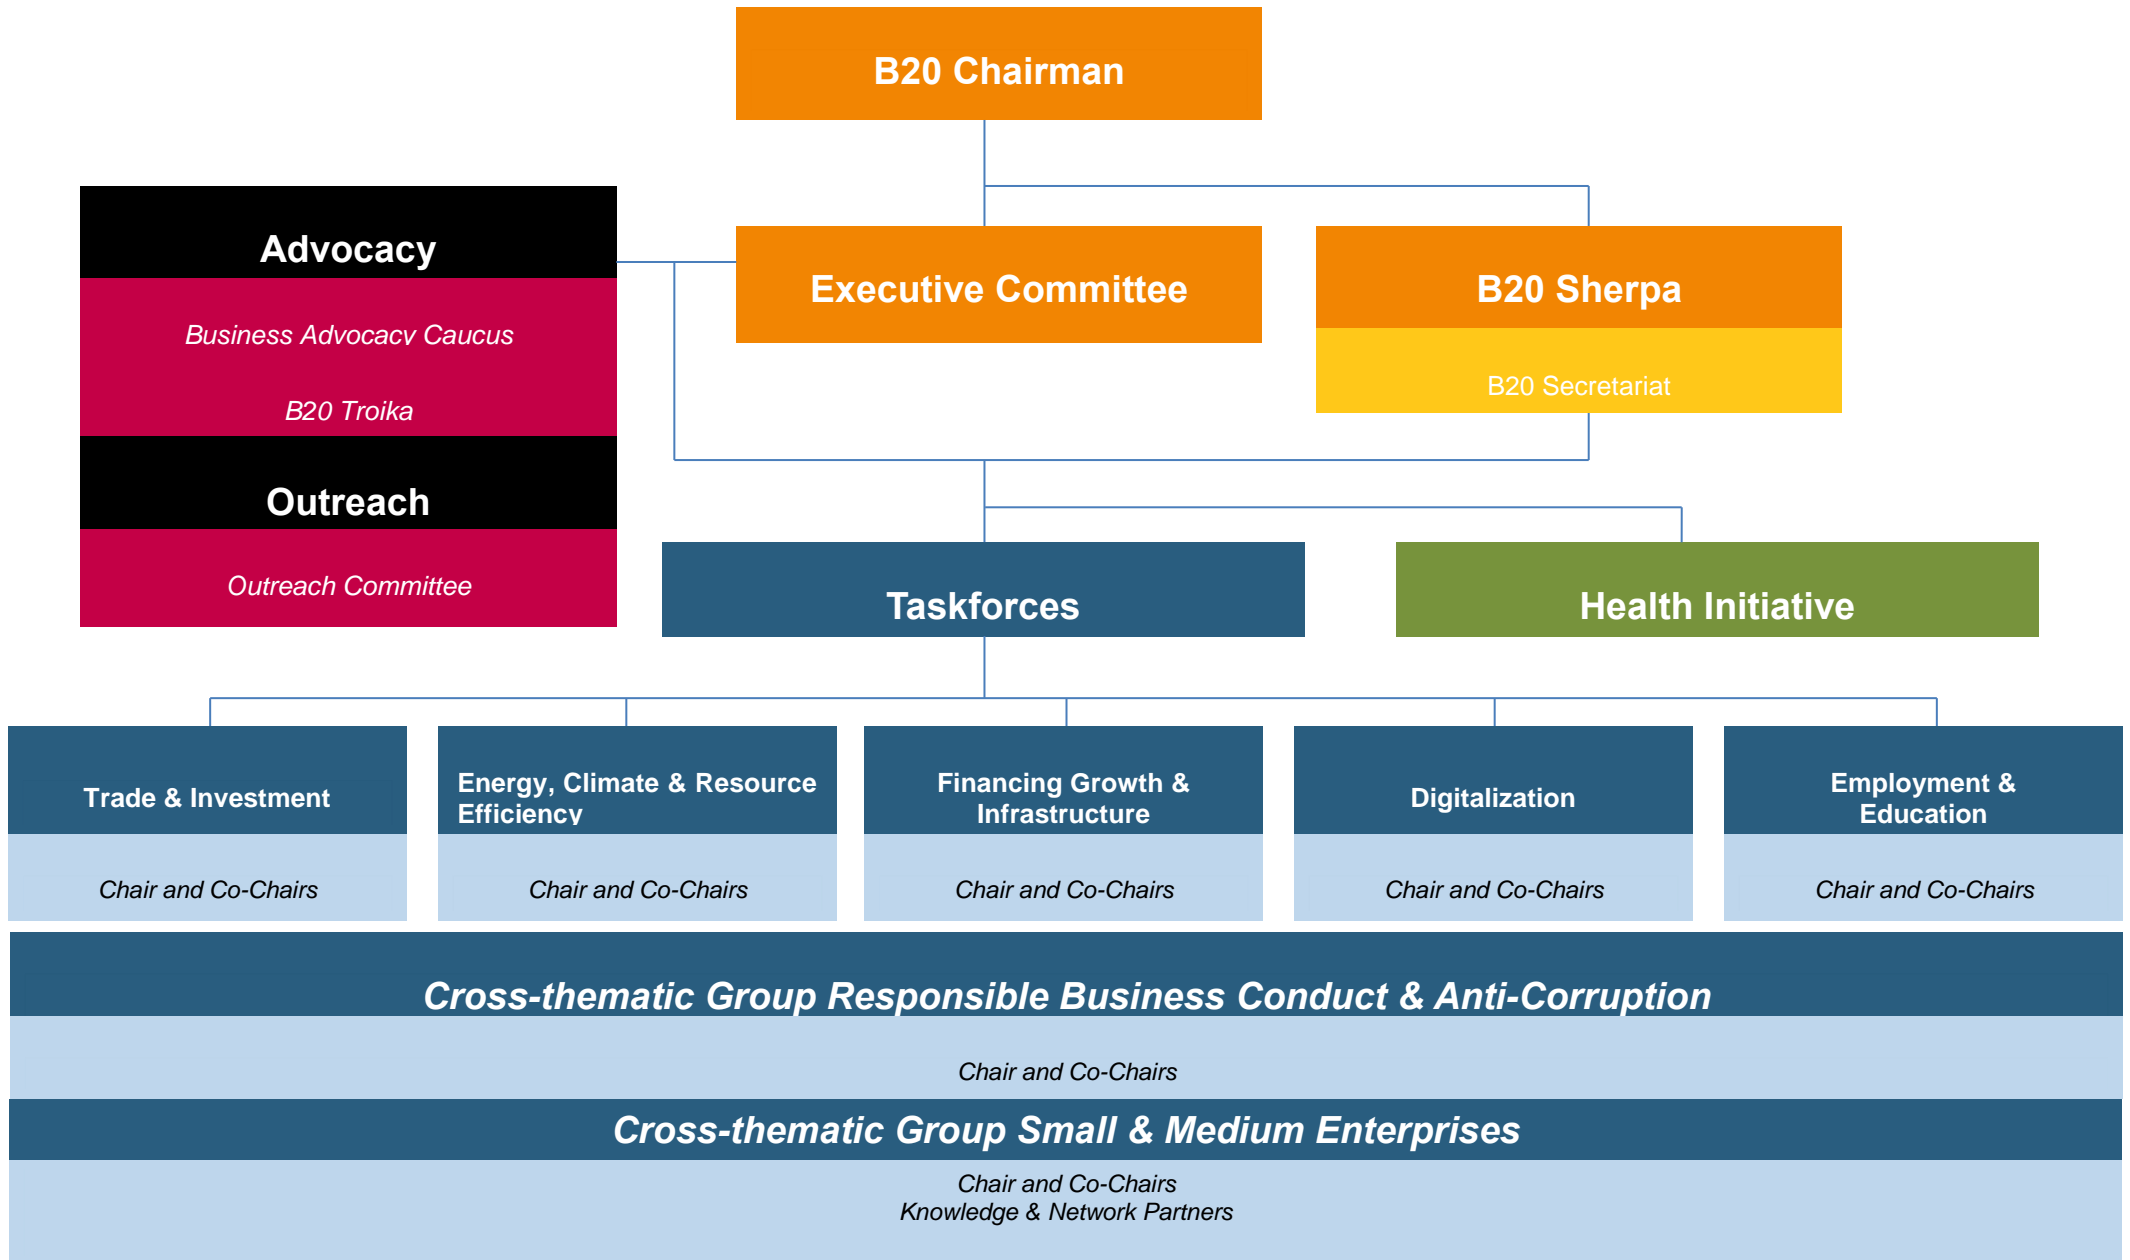 B20 Chairman
Advocacy
Business Advocacy Caucus
B20 Troika
Outreach
Outreach Committee
Executive Committee
B20 Sherpa
B20 Secretariat
Taskforces
Health Initiative
Trade & Investment
Chair and Co-Chairs
Energy, Climate & Resource
Efficiency
Chair and Co-Chairs
Financing Growth &
Infrastructure
Chair and Co-Chairs
Digitalization
Chair and Co-Chairs
Employment &
Education
Chair and Co-Chairs
Cross-thematic Group Responsible Business Conduct & Anti-Corruption
Chair and Co-Chairs
Cross-thematic Group Small & Medium Enterprises
Chair and Co-Chairs
Knowledge & Network Partners